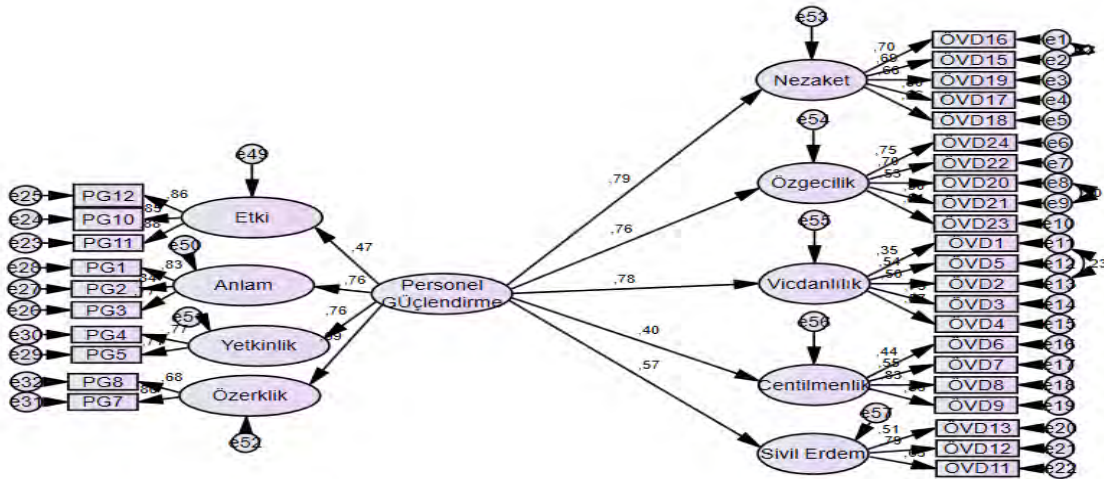 e53
Nezaket
,70
,69
,66
ÖVD16
ÖVD15
ÖVD19
ÖVD17
ÖVD18
e1
e2
e3
e4
e5
e54
Özgecilik
,75
,53
ÖVD24
ÖVD22
ÖVD20
ÖVD21
ÖVD23
e6
e7
e8
e9
e10
e55
Vicdanlılık
,35
,54
,50
ÖVD1
ÖVD5
ÖVD2
ÖVD3
ÖVD4
e11
e12
e13
e14
e15
,23
e56
Centilmenlik
,44
,55
,83
ÖVD6
ÖVD7
ÖVD8
ÖVD9
e16
e17
e18
e19
e57
Sivil Erdem
,51
,79
ÖVD13
ÖVD12
ÖVD11
e20
e21
e22
,79
,76
,78
,40
,57
Personel
GÜçlendirme
,47
,76
,76
e49
Etki
,86
,85
,88
PG12
PG10
PG11
e25
e24
e23
e50
Anlam
,83
,84
PG1
PG2
PG3
e28
e27
e26
Yetkinlik
,77
PG4
PG5
e30
e29
Özerklik
e52
,68
PG8
PG7
e32
e31